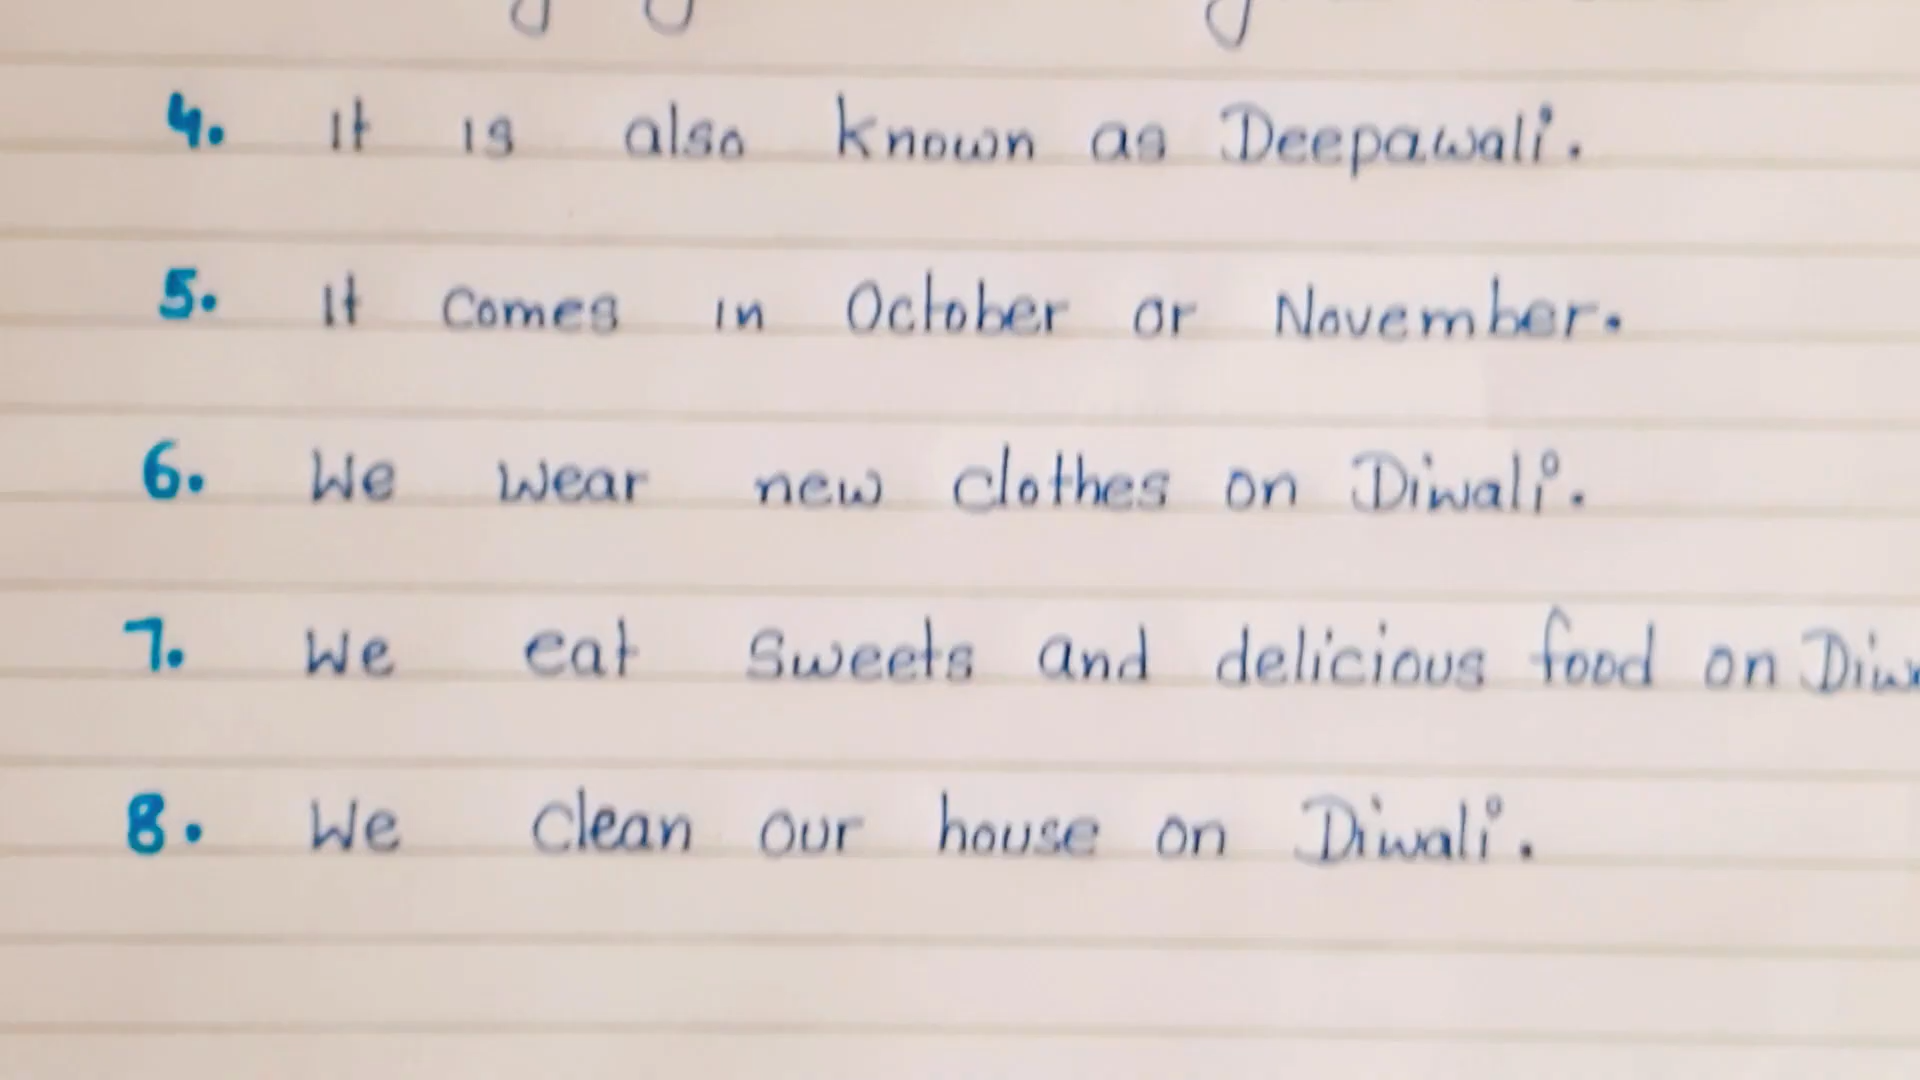 4. It is also known as Deepawali.
5. It comes in October or November.
6. We wear new clothes on Diwali.
7. We eat sweets and delicious food on
8. We clean our house on Diwali.